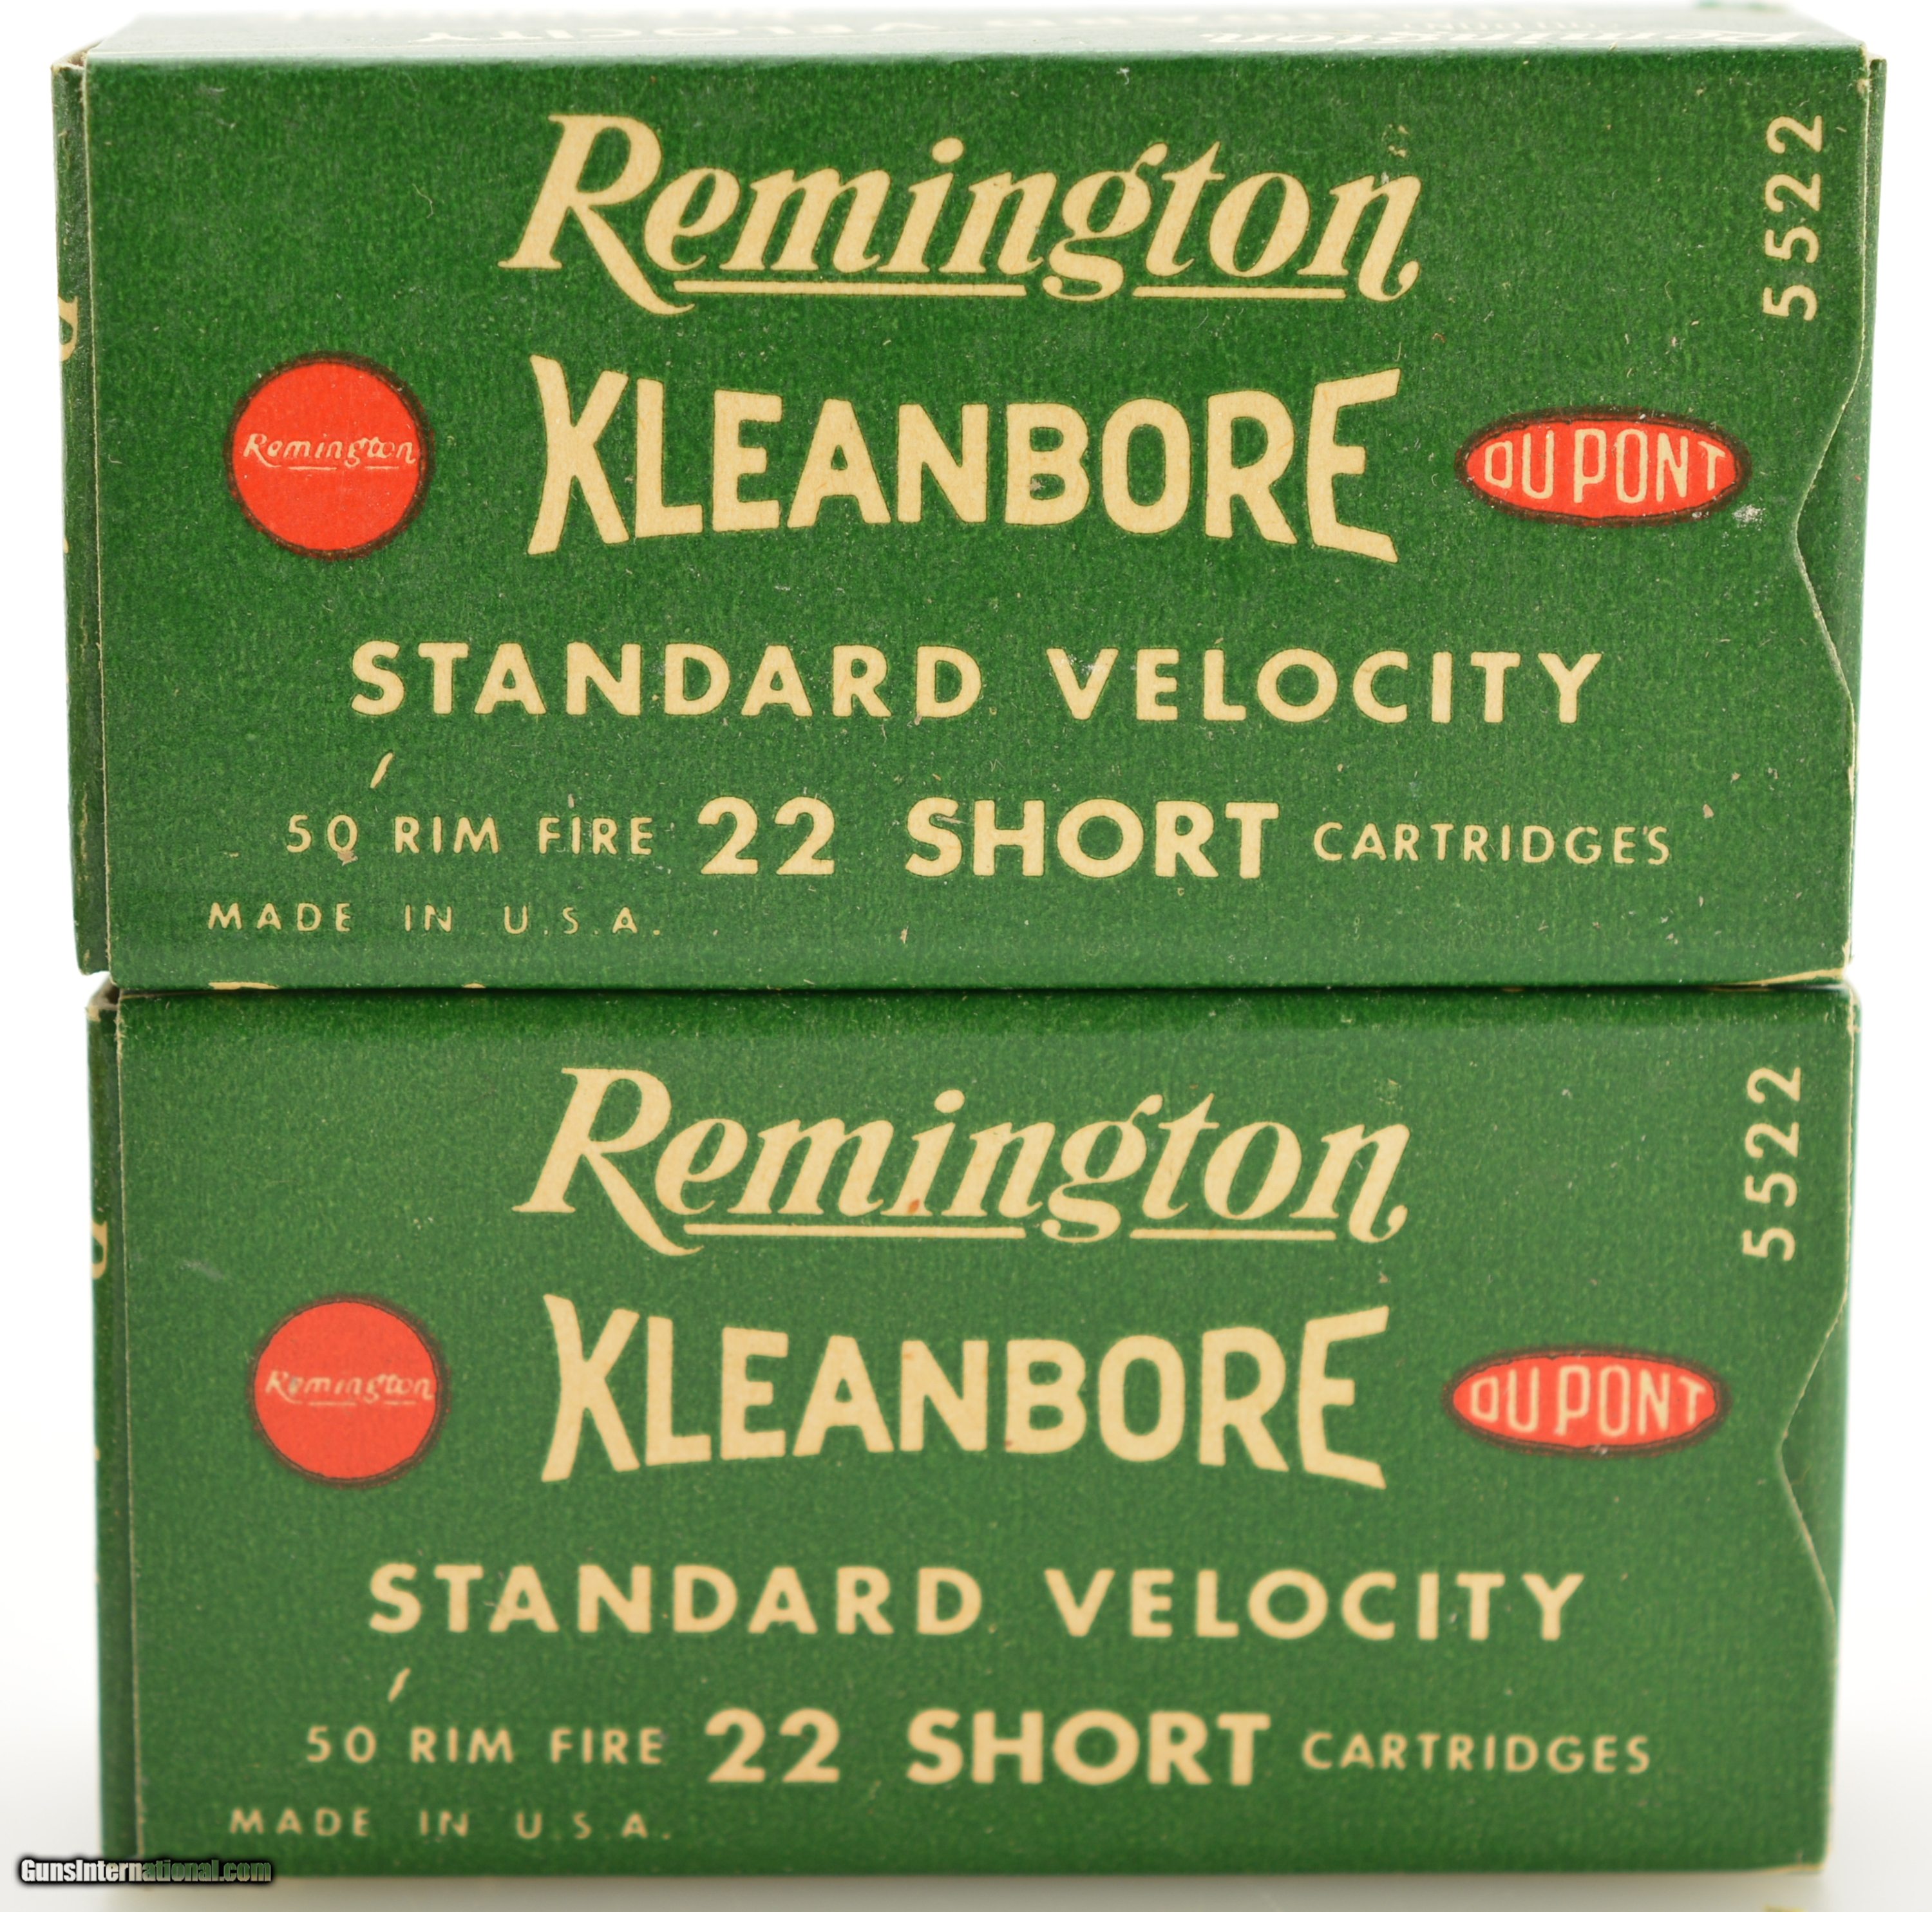 Remington
5522
KLEANBORE
Remington
DU PONT
STANDARD VELOCITY
50 RIM FIRE 22 SHORT CARTRIDGES
MADE IN U.S.A.
Remington
5522
KLEANBORE
Remington
DU PONT
STANDARD VELOCITY
50 RIM FIRE 22 SHORT CARTRIDGES
MADE IN U.S.A.
GunsInternational.com